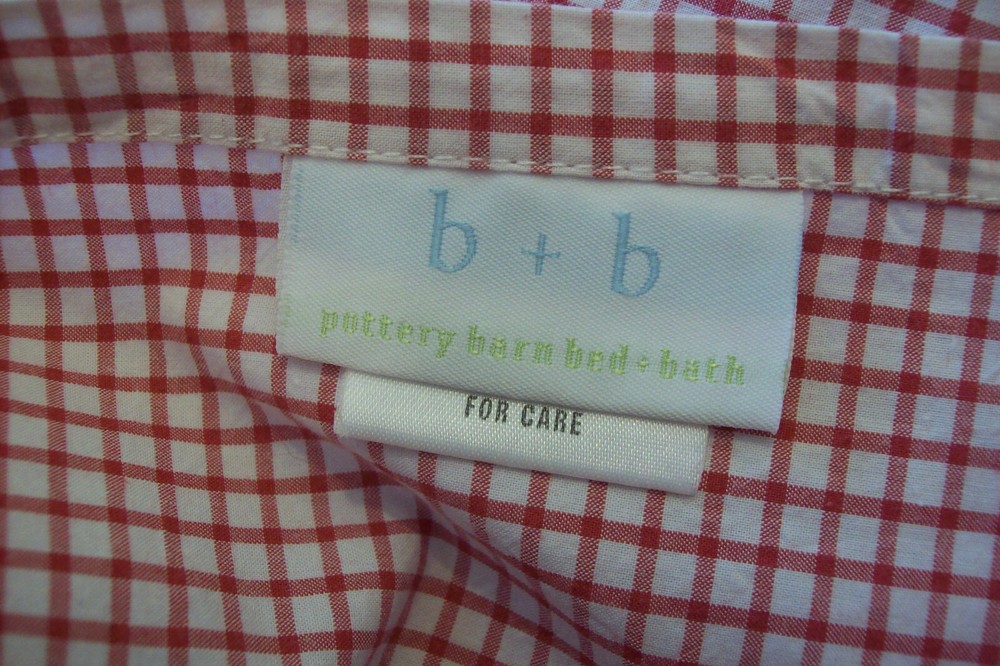 b + b
pottery barn bed + bath
FOR CARE